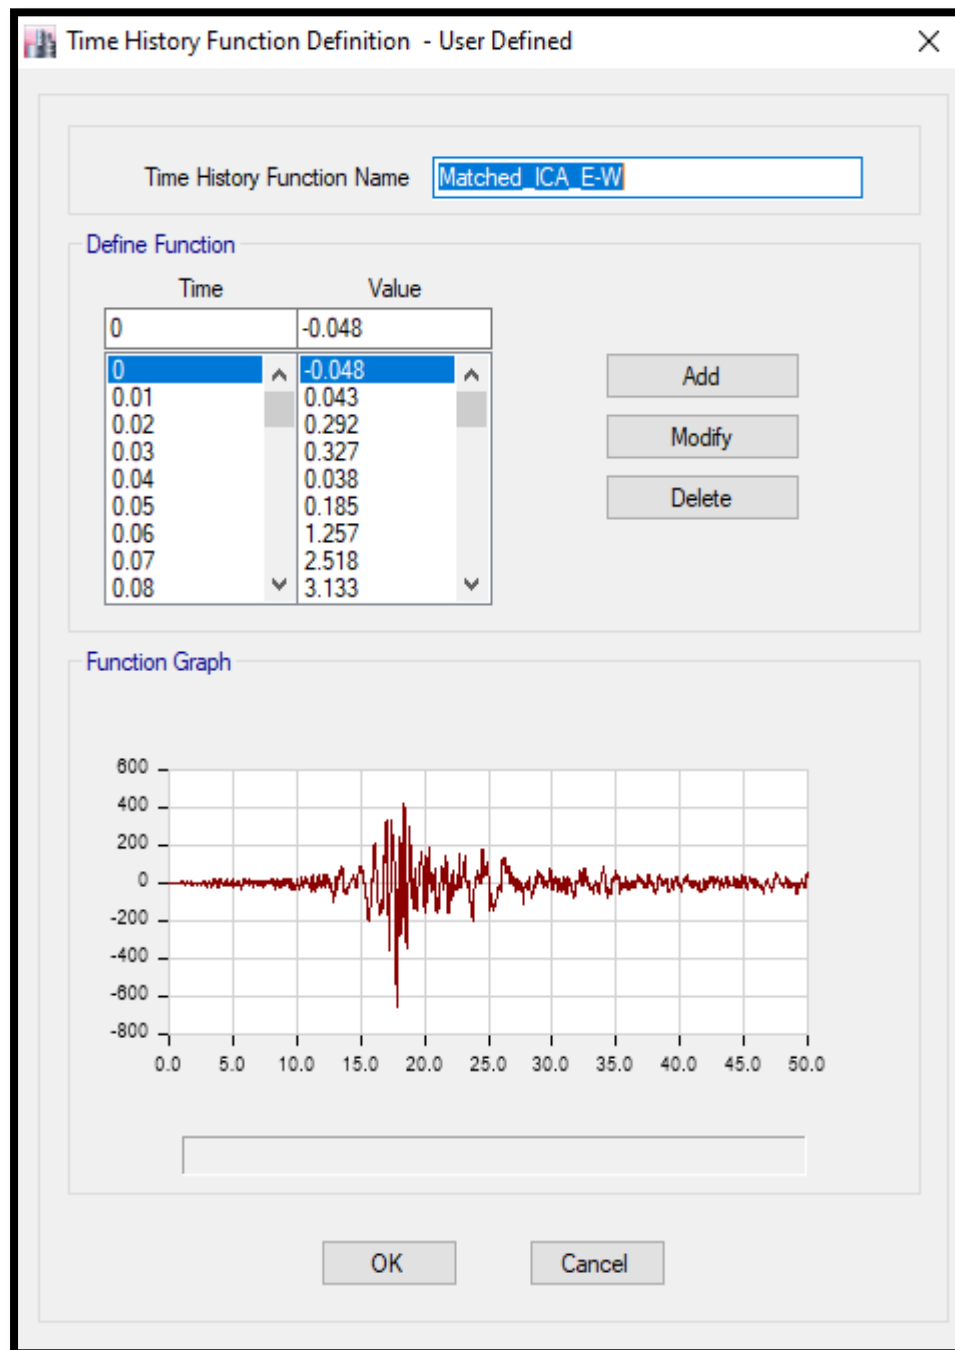 Time History Function Definition - User Defined
Time History Function Name Matched_ICA_E-W
Define Function
Time Value
0 -0.048
0 -0.048
0.01 0.043
0.02 0.292
0.03 0.327
0.04 0.038
0.05 0.185
0.06 1.257
0.07 2.518
0.08 3.133
Add
Modify
Delete
Function Graph
600
400
200
0
-200
-400
-600
-800
0.0 5.0 10.0 15.0 20.0 25.0 30.0 35.0 40.0 45.0 50.0
OK Cancel